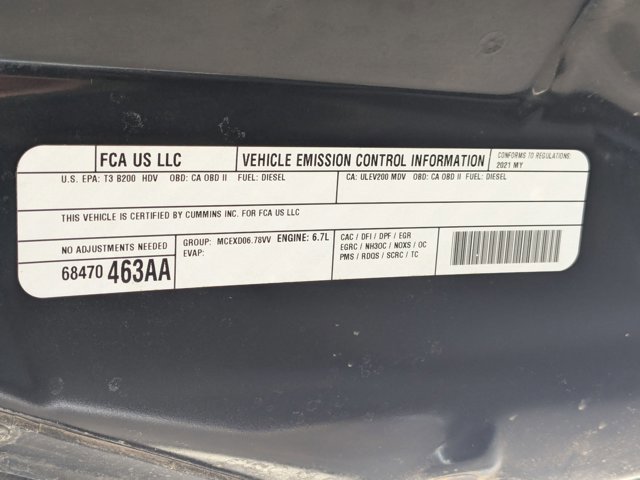 FCA US LLC
VEHICLE EMISSION CONTROL INFORMATION
CONFORMS TO REGULATIONS:
2021 MY
U.S. EPA: T3 B200 HDV OBD: CA OBD II FUEL: DIESEL
CA: ULEV200 MDV OBD: CA OBD II FUEL: DIESEL
THIS VEHICLE IS CERTIFIED BY CUMMINS INC. FOR FCA US LLC
NO ADJUSTMENTS NEEDED
68470 463AA
GROUP: MCEXD06.78VV ENGINE: 6.7L
EVAP:
CAC / DFI / DPF / EGR
EGRC / NH3OC / NOXS / OC
PMS / RDQS / SCRC / TC